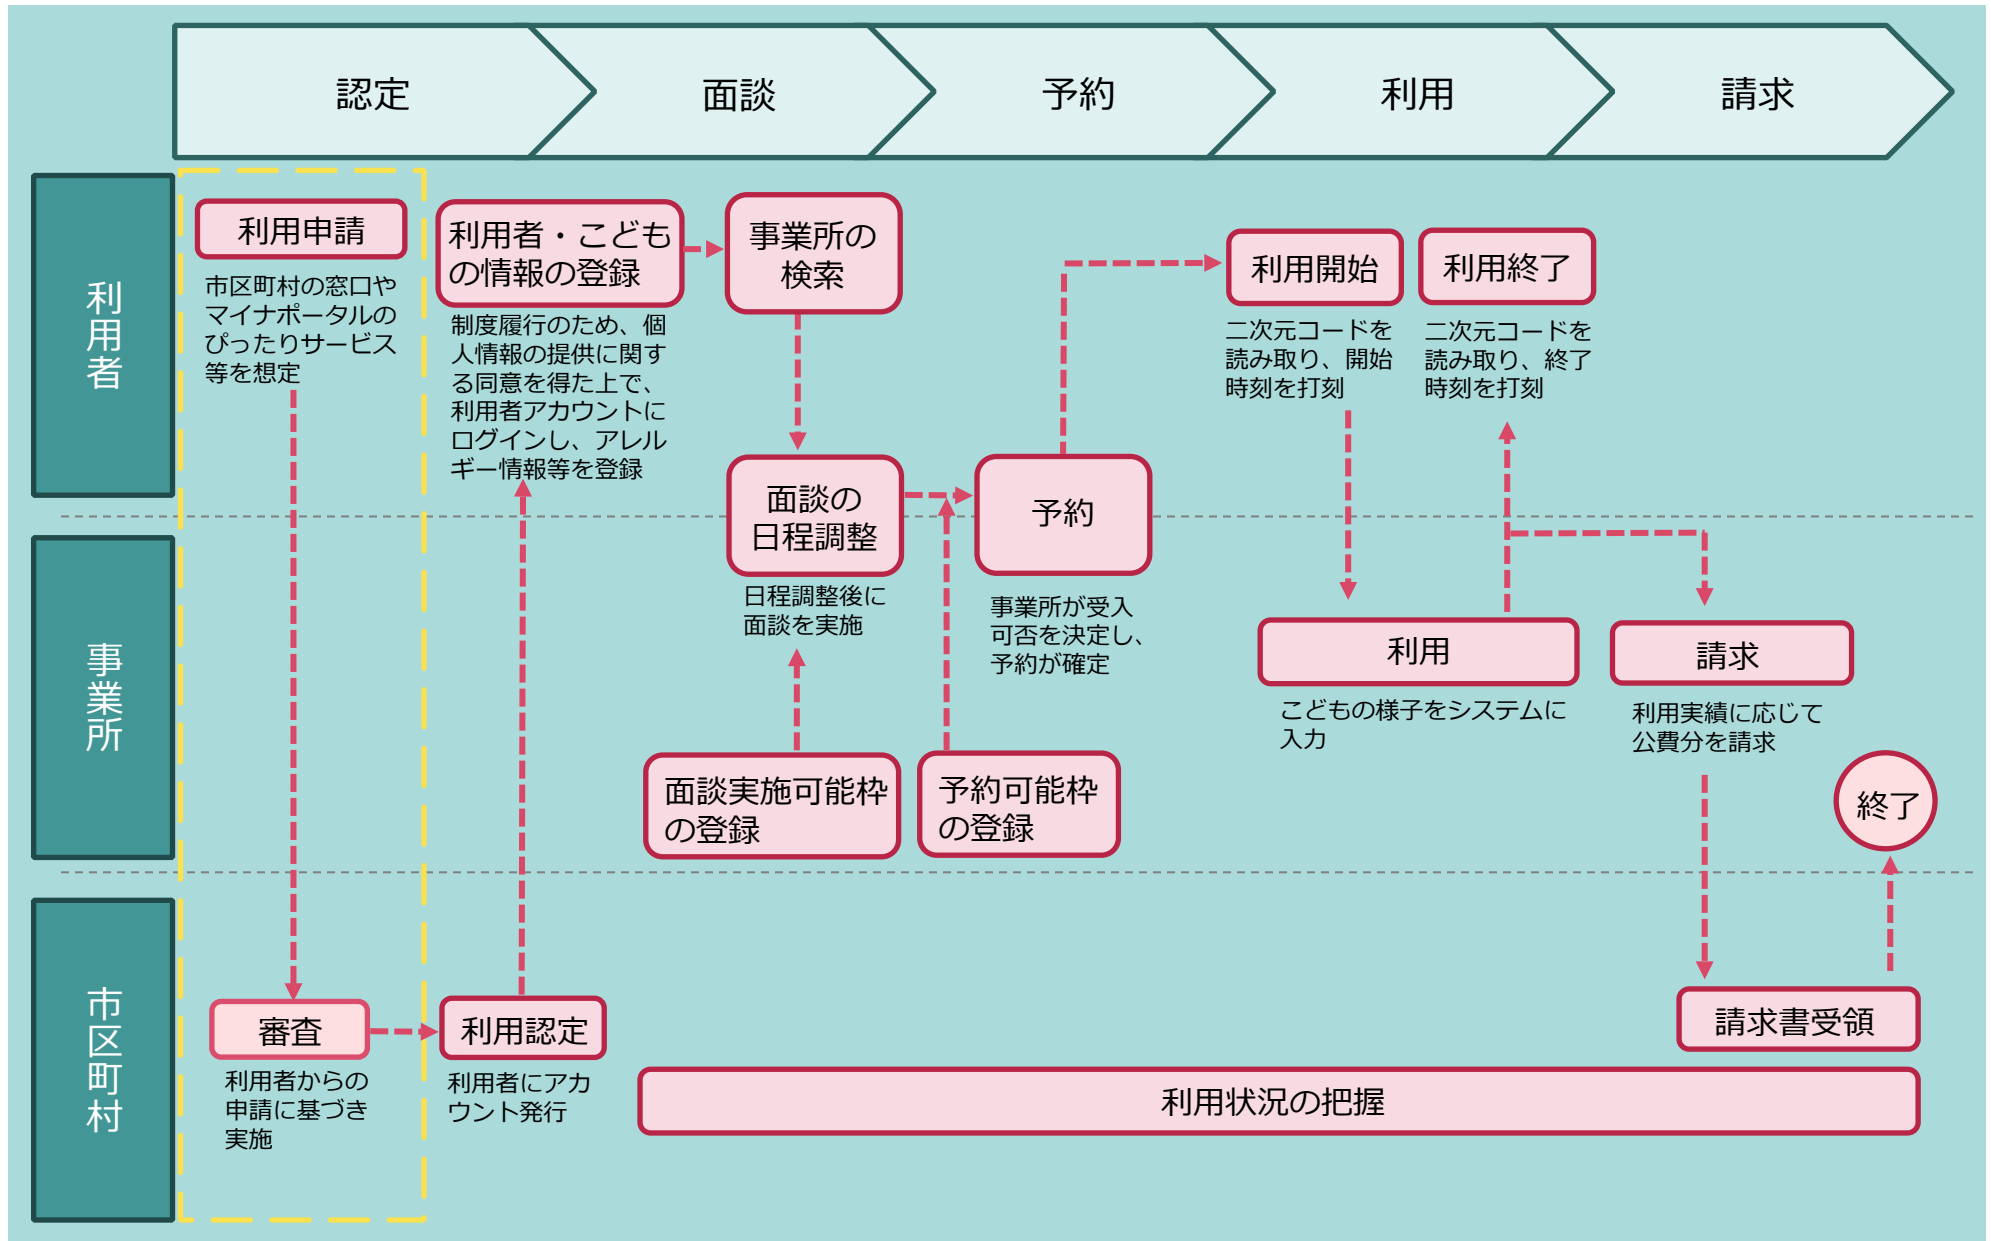 認定
面談
予約
利用
請求
利用者
利用申請
市区町村の窓口や
マイナポータルの
ぴったりサービス
等を想定
利用者・こども
の情報の登録
制度履行のため、個
人情報の提供に関す
る同意を得た上で、
利用者アカウントに
ログインし、アレル
ギー情報等を登録
事業所の
検索
面談の
日程調整
日程調整後に
面談を実施
予約
事業所が受入
可否を決定し、
予約が確定
利用開始
二次元コードを
読み取り、開始
時刻を打刻
利用終了
二次元コードを
読み取り、終了
時刻を打刻
事業所
面談実施可能枠
の登録
予約可能枠
の登録
利用
こどもの様子をシステムに
入力
請求
利用実績に応じて
公費分を請求
終了
市区町村
審査
利用者からの
申請に基づき
実施
利用認定
利用者にアカ
ウント発行
請求書受領
利用状況の把握